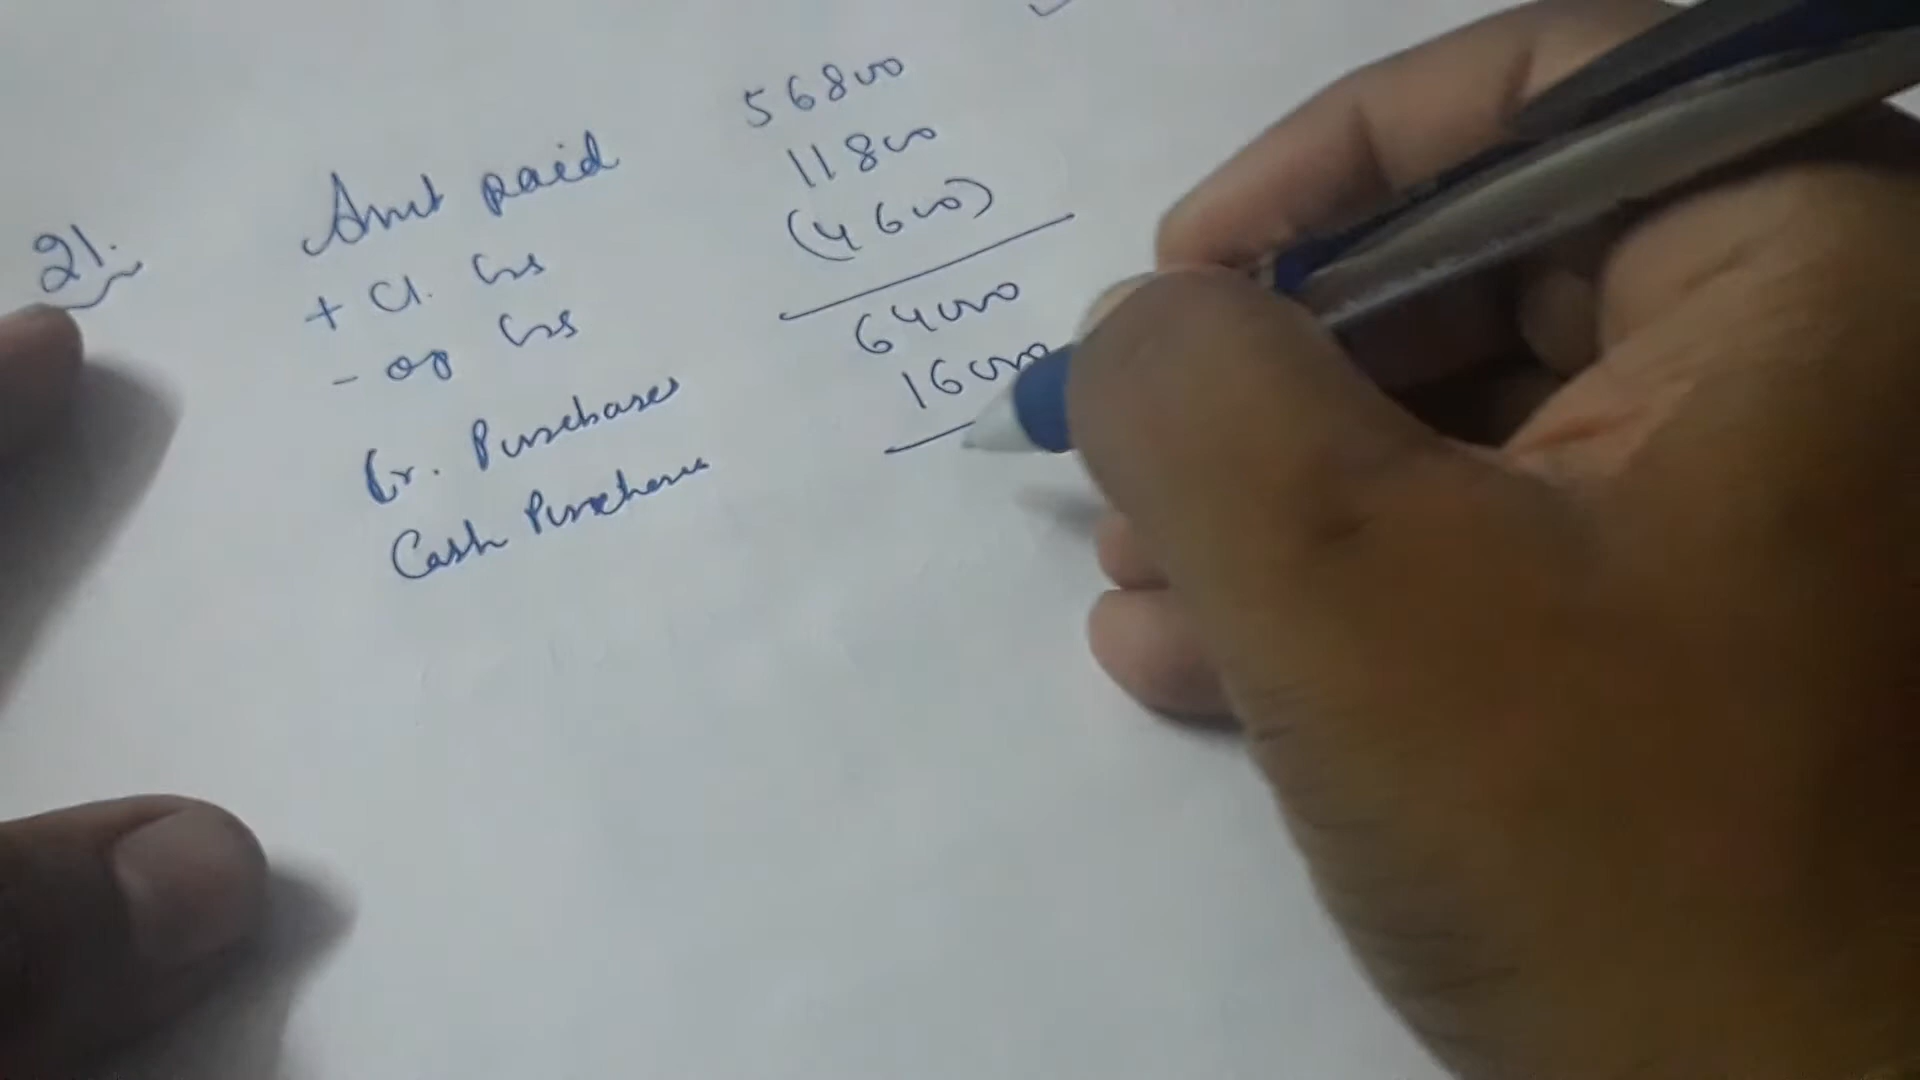 21. Amt paid 56800
+ Cl. Crs 11800
- op Crs (4600)
Cr. Purchases 64000
Cash Purchases 16000